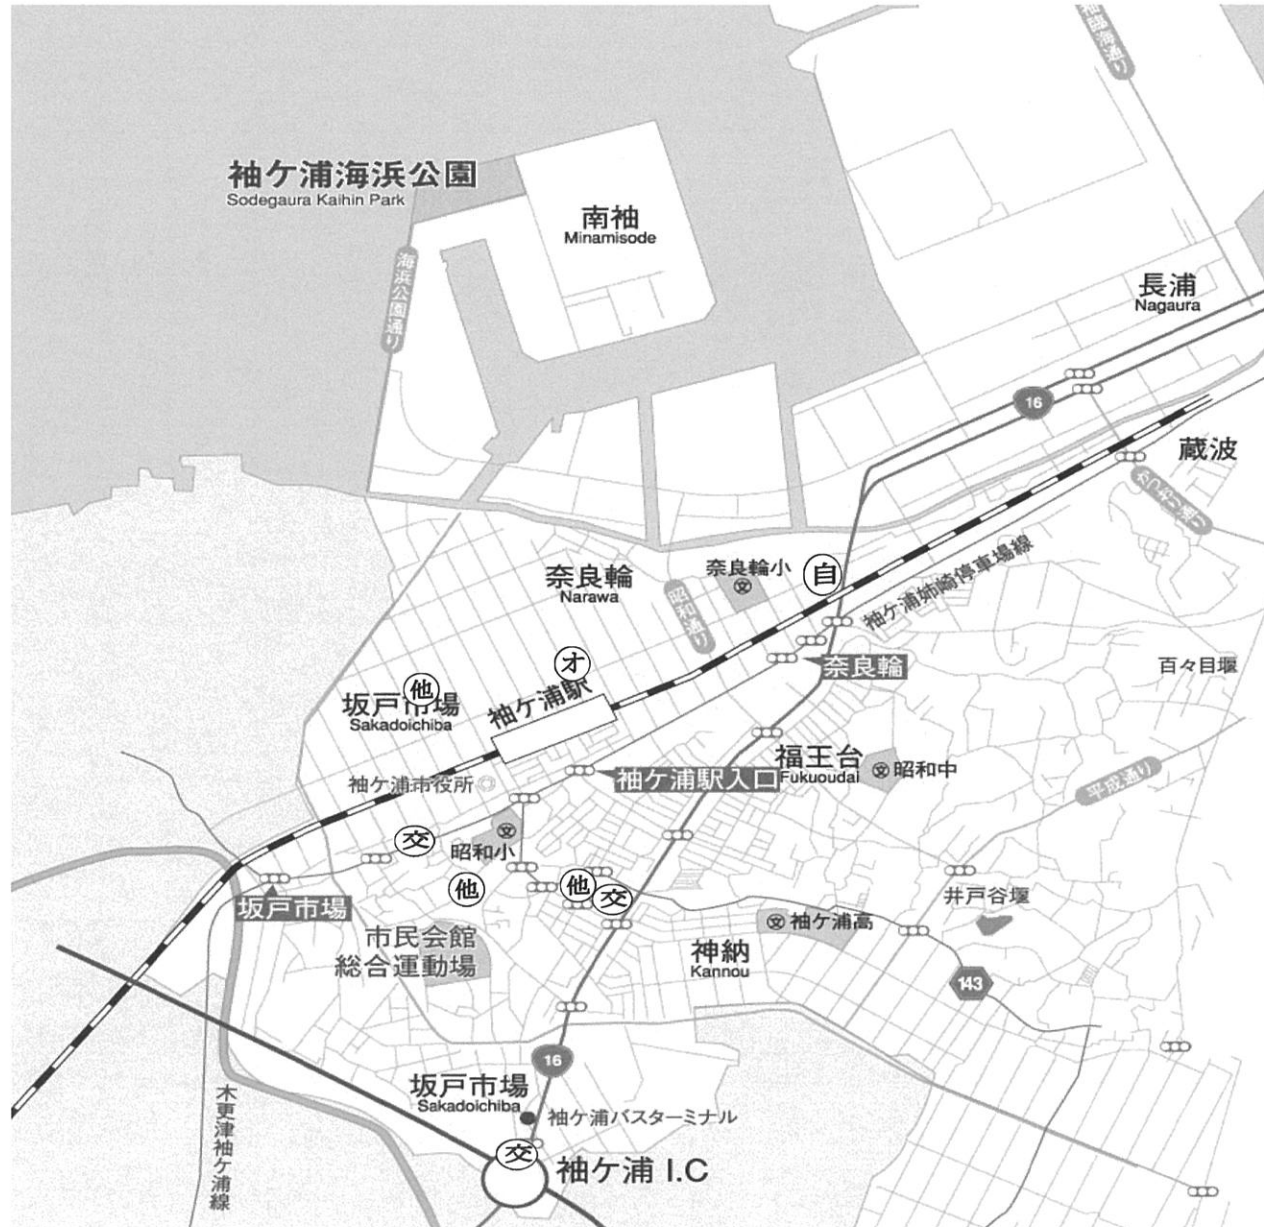 袖ケ浦海浜公園
Sodegaura Kaihin Park
南袖
Minamisode
海浜公園通り
長浦
Nagaura
16
蔵波
奈良輪
Narawa
奈良輪小
文
自
昭和通り
袖ケ浦姉崎停車場線
奈良輪
百々目堰
オ
他
坂戸市場
Sakadoichiba
袖ケ浦駅
袖ケ浦市役所
袖ケ浦駅入口
福王台
Fukuoudai
文
昭和中
平成通り
交
文
昭和小
他
他
交
坂戸市場
井戸谷堰
文
袖ケ浦高
市民会館
総合運動場
神納
Kannou
143
16
坂戸市場
Sakadoichiba
袖ケ浦バスターミナル
木更津袖ケ浦線
交
袖ケ浦 I.C